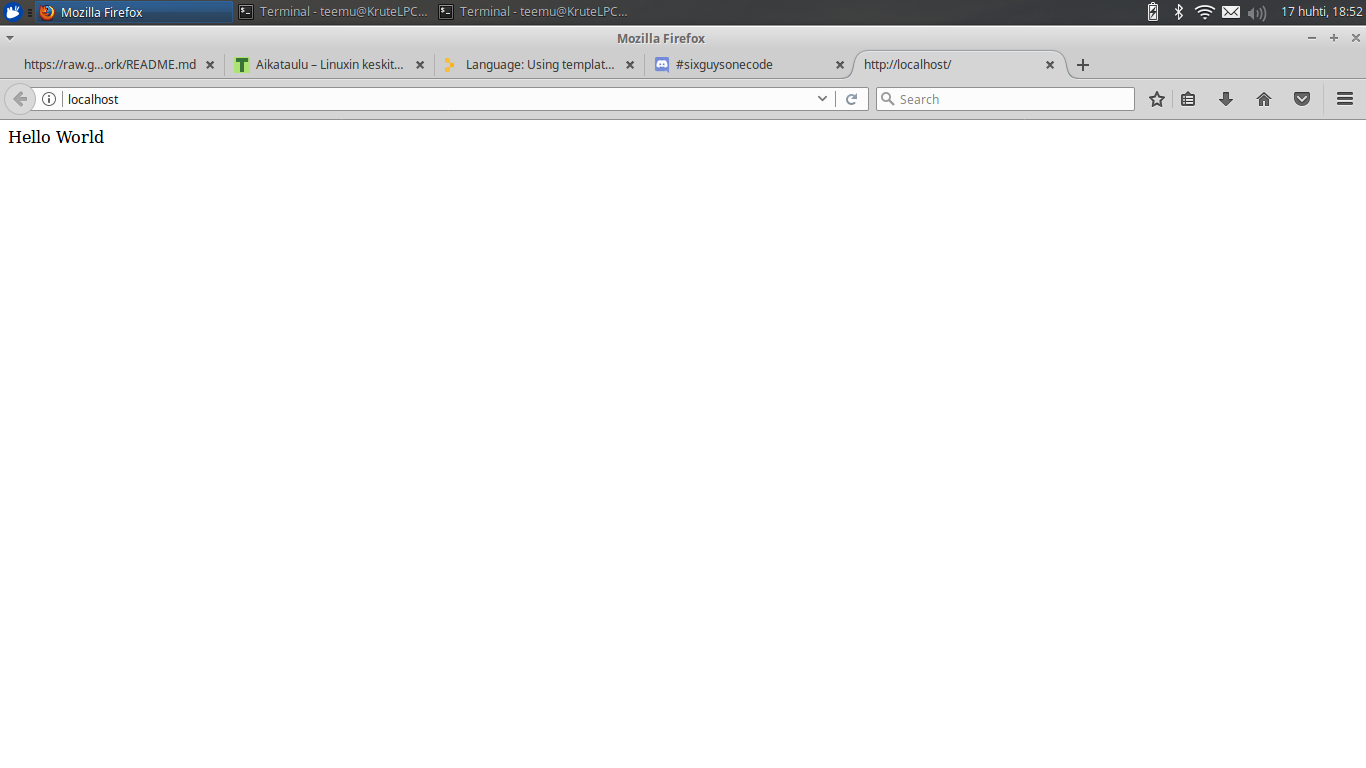 Mozilla Firefox
Terminal - teemu@KruteLPC...
Terminal - teemu@KruteLPC...
17 huhti, 18:52
Mozilla Firefox
https://raw.g...ork/README.md
Aikataulu – Linuxin keskit...
Language: Using templat...
#sixguysonecode
http://localhost/
localhost
Search
Hello World